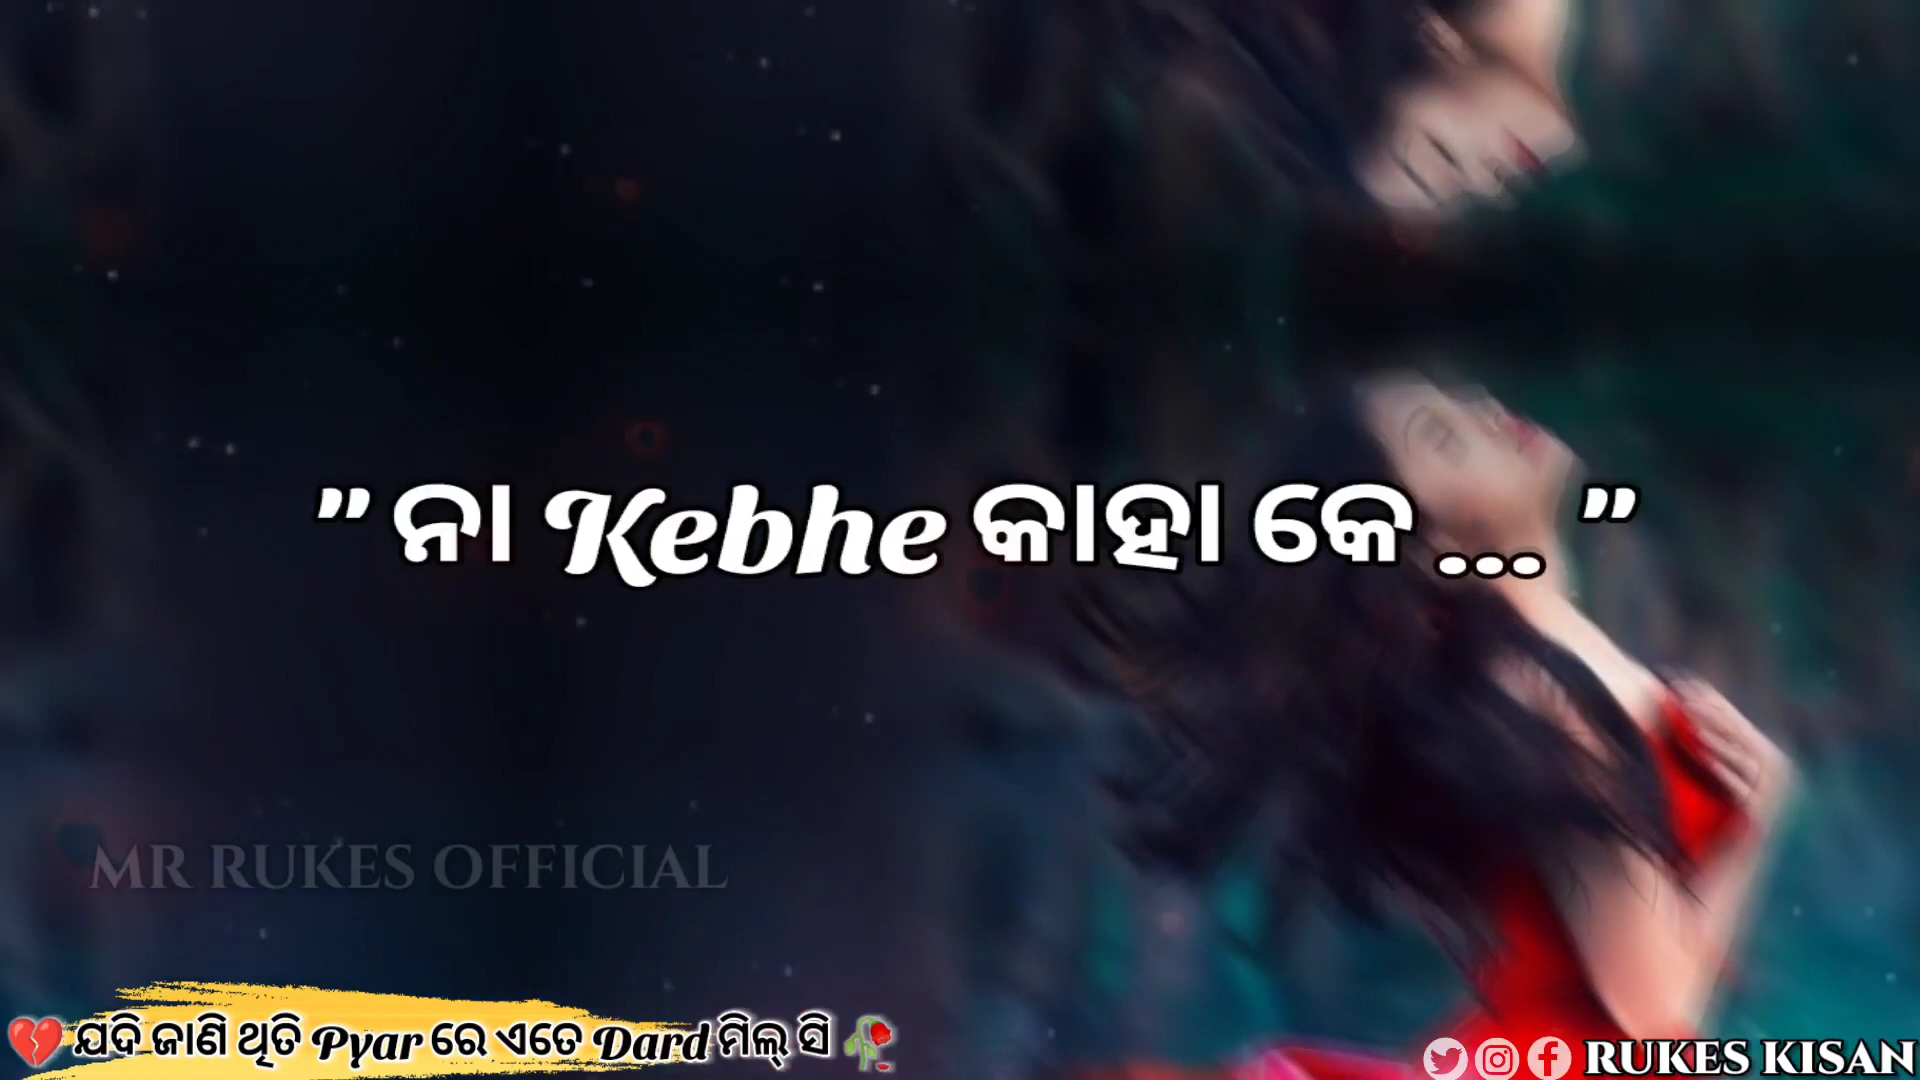 ” ନା Kebhe କାହା କେ ... ”
MR RUKES OFFICIAL
💔 ଯଦି ଜାଣି ଥିତି Pyar ରେ ଏତେ Dard ମିଲ୍ ସି 🥀
RUKES KISAN